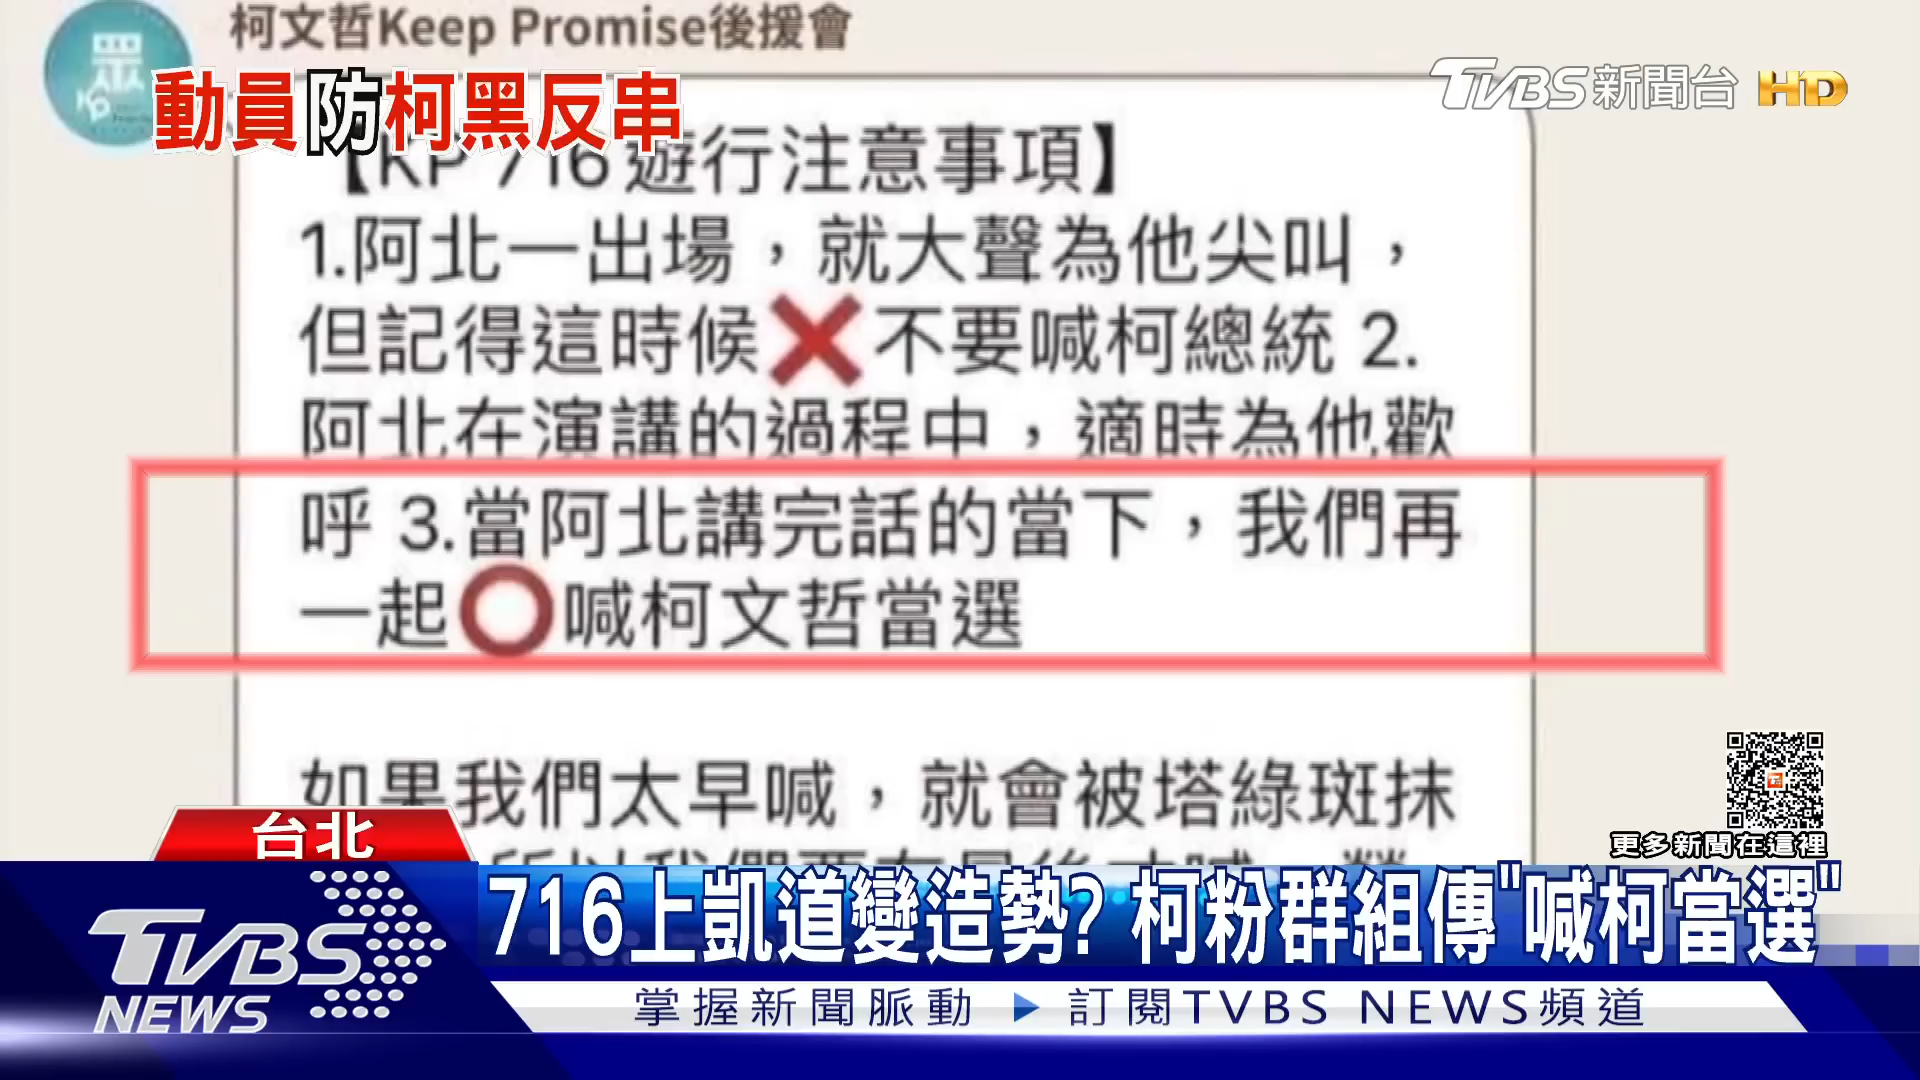 柯文哲Keep Promise後援會
眾
KP
動員防柯黑反串
TVBS新聞台 HD
【KP 716遊行注意事項】
1.阿北一出場，就大聲為他尖叫，
但記得這時候❌不要喊柯總統 2.
阿北在演講的過程中，適時為他歡
呼 3.當阿北講完話的當下，我們再
一起⭕喊柯文哲當選
如果我們太早喊，就會被塔綠斑抹
更多新聞在這裡
台北
716上凱道變造勢? 柯粉群組傳"喊柯當選"
TVBS
NEWS
掌握新聞脈動 ▶ 訂閱TVBS NEWS頻道